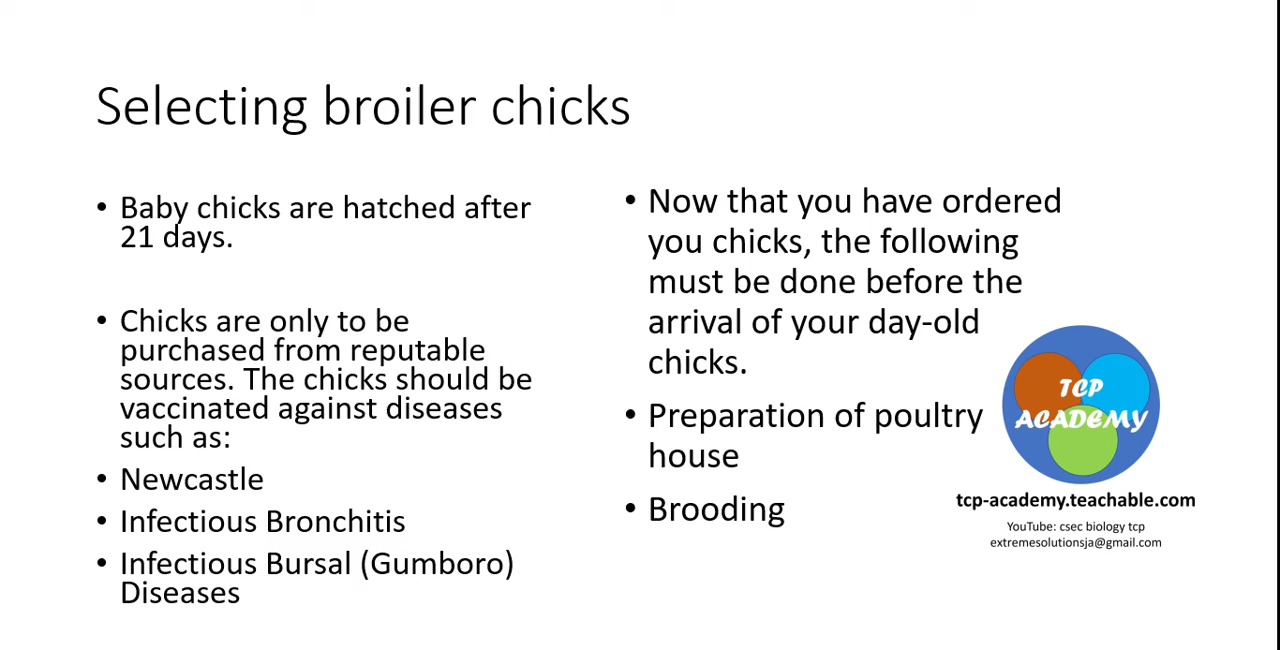 Selecting broiler chicks
• Baby chicks are hatched after
21 days.
• Chicks are only to be
purchased from reputable
sources. The chicks should be
vaccinated against diseases
such as:
• Newcastle
• Infectious Bronchitis
• Infectious Bursal (Gumboro)
Diseases
• Now that you have ordered
you chicks, the following
must be done before the
arrival of your day-old
chicks.
• Preparation of poultry
house
• Brooding
TCP
ACADEMY
tcp-academy.teachable.com
YouTube: csec biology tcp
extremesolutionsja@gmail.com